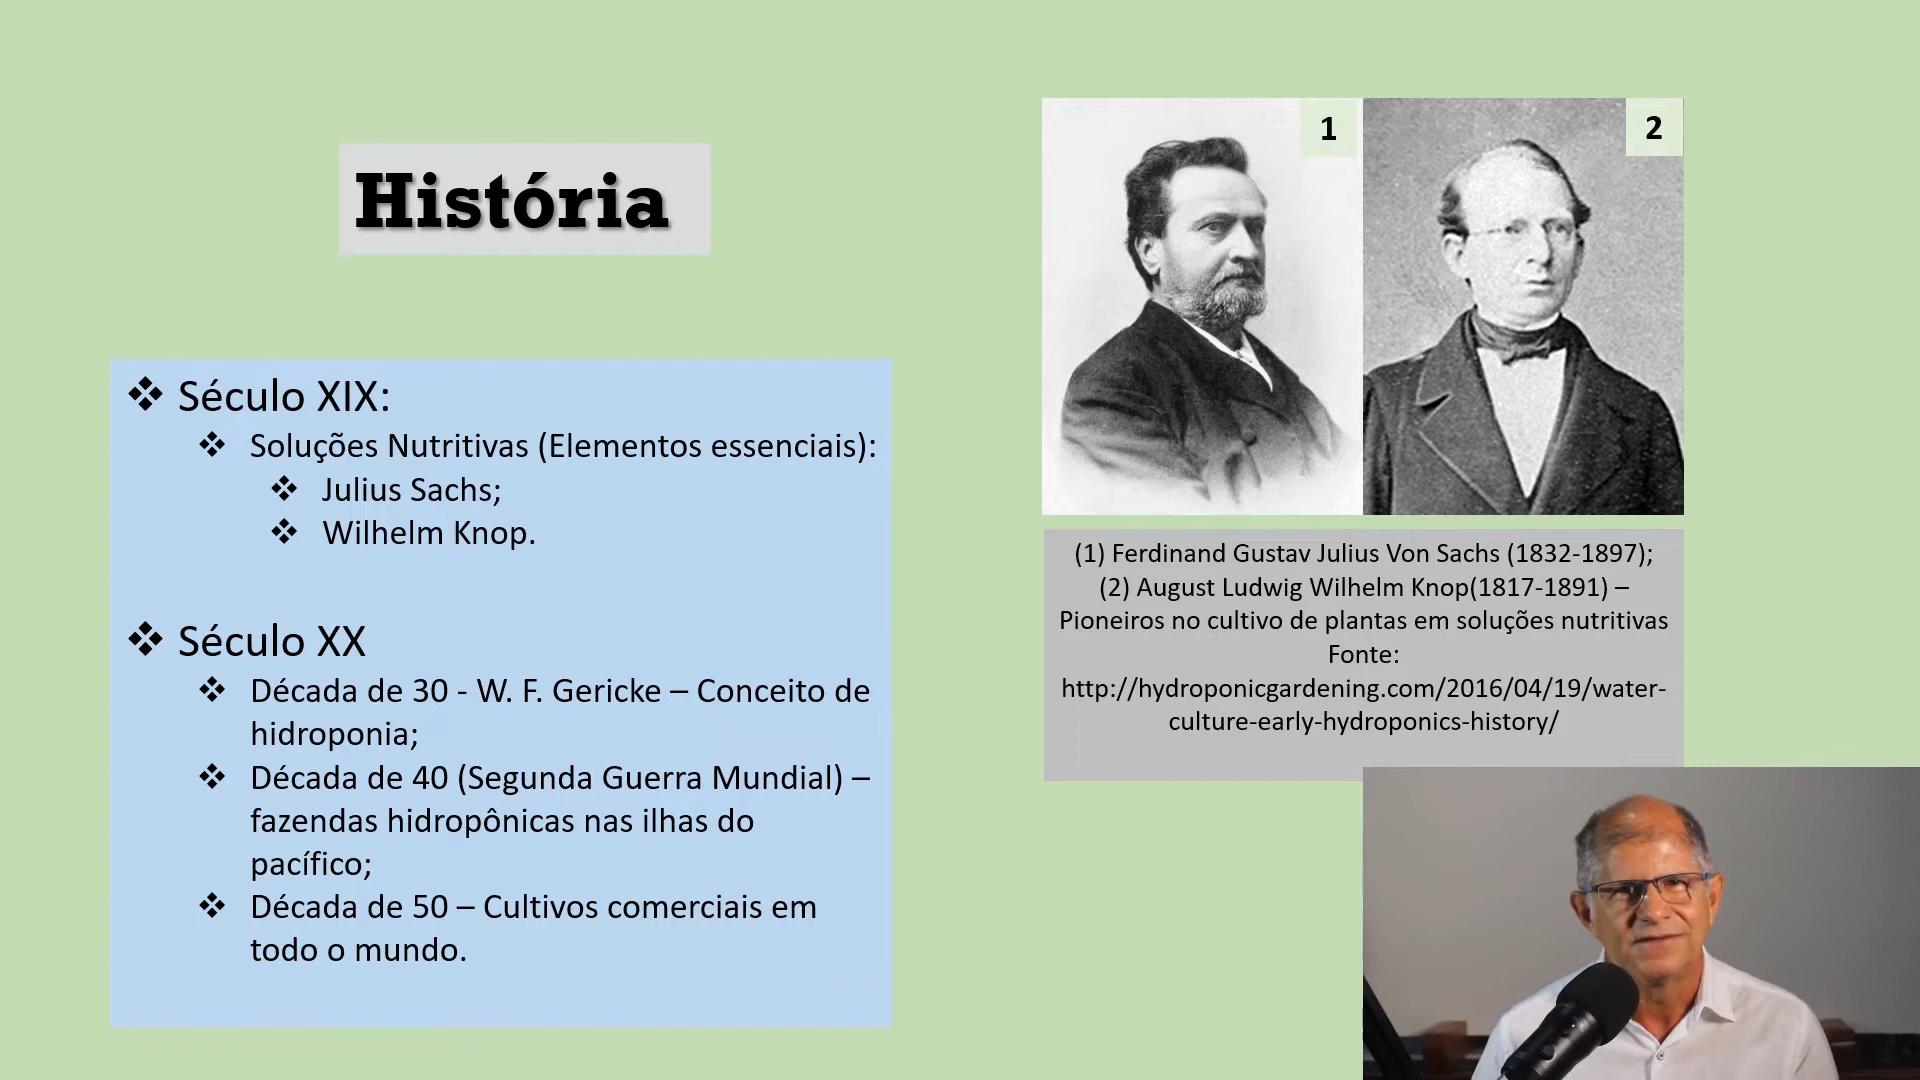 História
❖ Século XIX:
❖ Soluções Nutritivas (Elementos essenciais):
❖ Julius Sachs;
❖ Wilhelm Knop.
❖ Século XX
❖ Década de 30 - W. F. Gericke – Conceito de
hidroponia;
❖ Década de 40 (Segunda Guerra Mundial) –
fazendas hidropônicas nas ilhas do
pacífico;
❖ Década de 50 – Cultivos comerciais em
todo o mundo.
1
2
(1) Ferdinand Gustav Julius Von Sachs (1832-1897);
(2) August Ludwig Wilhelm Knop(1817-1891) –
Pioneiros no cultivo de plantas em soluções nutritivas
Fonte:
http://hydroponicgardening.com/2016/04/19/water-
culture-early-hydroponics-history/